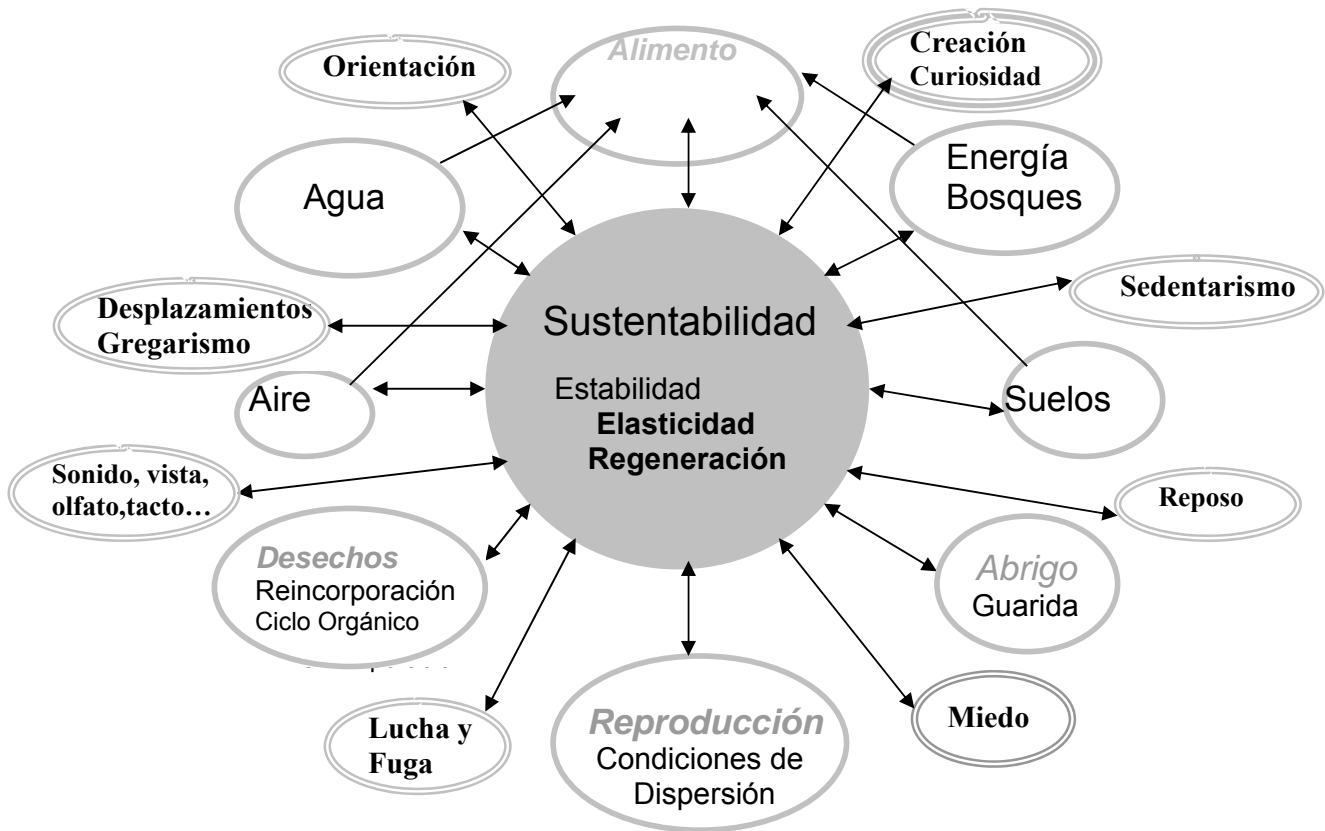 Orientación
Alimento
Creación
Curiosidad
Agua
Energía
Bosques
Desplazamientos
Gregarismo
Sedentarismo
Sustentabilidad
Estabilidad
Elasticidad
Regeneración
Aire
Suelos
Sonido, vista,
olfato,tacto…
Reposo
Desechos
Reincorporación
Ciclo Orgánico
Abrigo
Guarida
Lucha y
Fuga
Reproducción
Condiciones de
Dispersión
Miedo